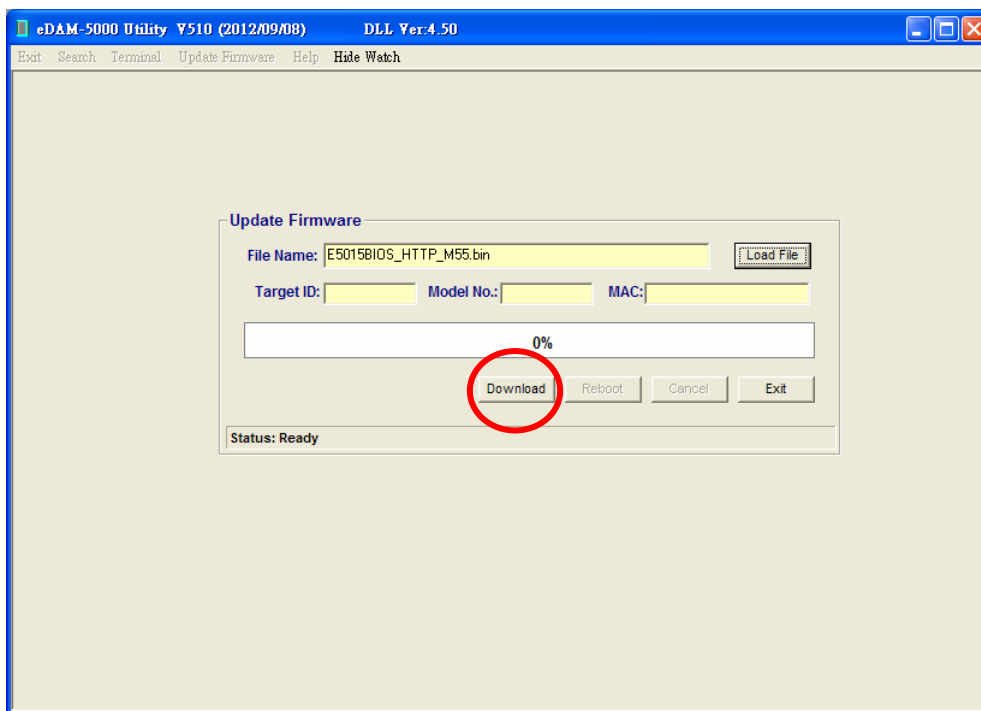 eDAM-5000 Utility V510 (2012/09/08) DLL Ver:4.50
Exit Search Terminal Update Firmware Help Hide Watch
Update Firmware
File Name: E5015BIOS_HTTP_M55.bin Load File
Target ID: Model No.: MAC:
0%
Download Reboot Cancel Exit
Status: Ready